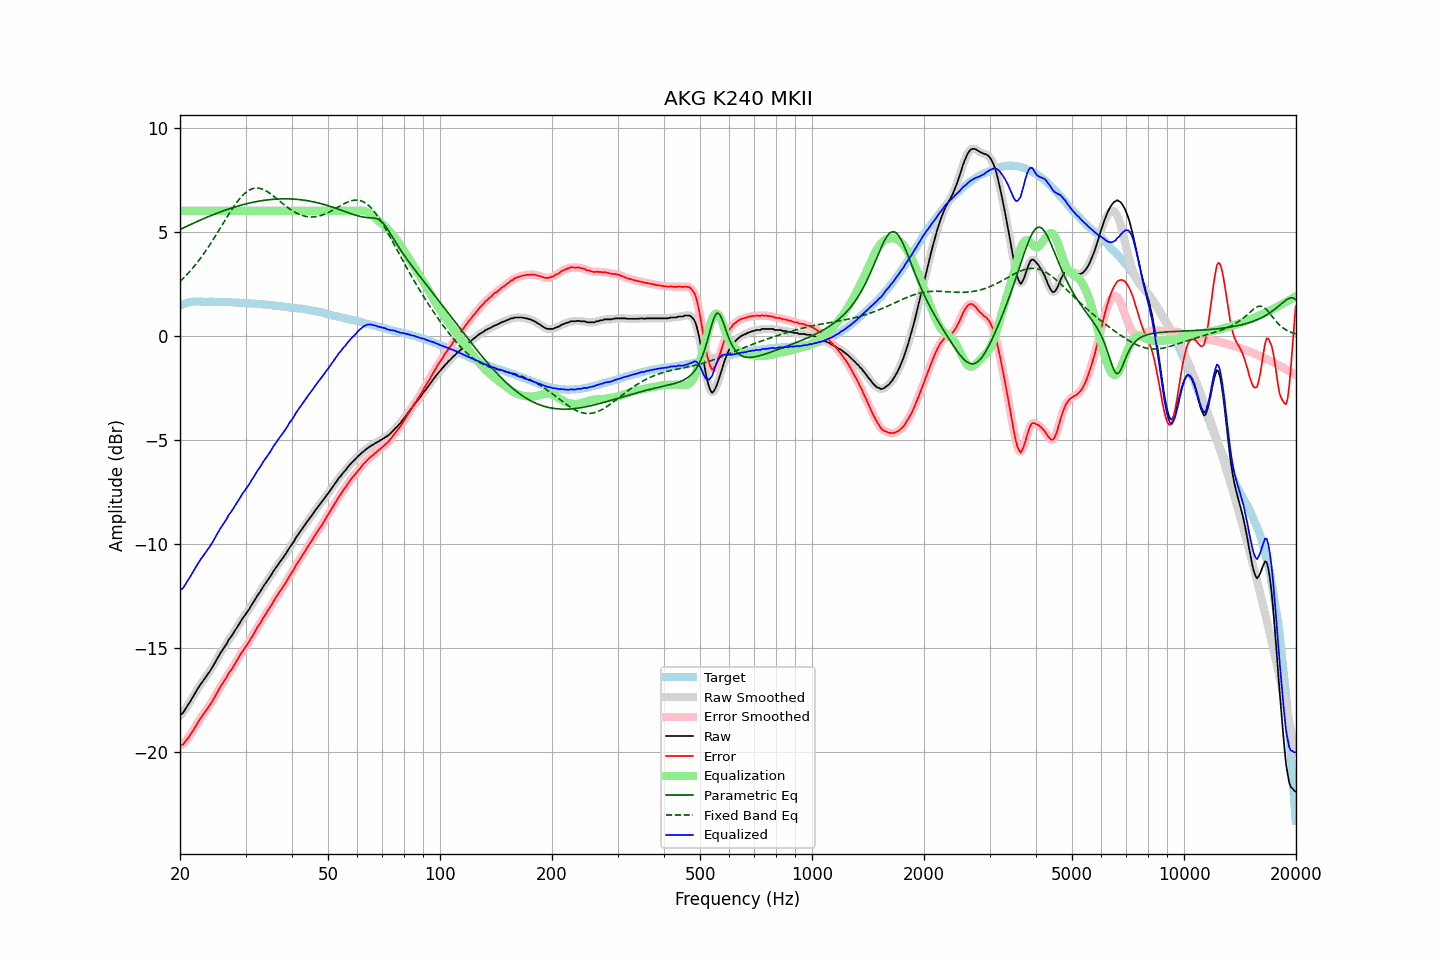 AKG K240 MKII
10
5
0
−5
−10
−15
−20
Amplitude (dBr)
Target
Raw Smoothed
Error Smoothed
Raw
Error
Equalization
Parametric Eq
Fixed Band Eq
Equalized
20 50 100 200 500 1000 2000 5000 10000 20000
Frequency (Hz)